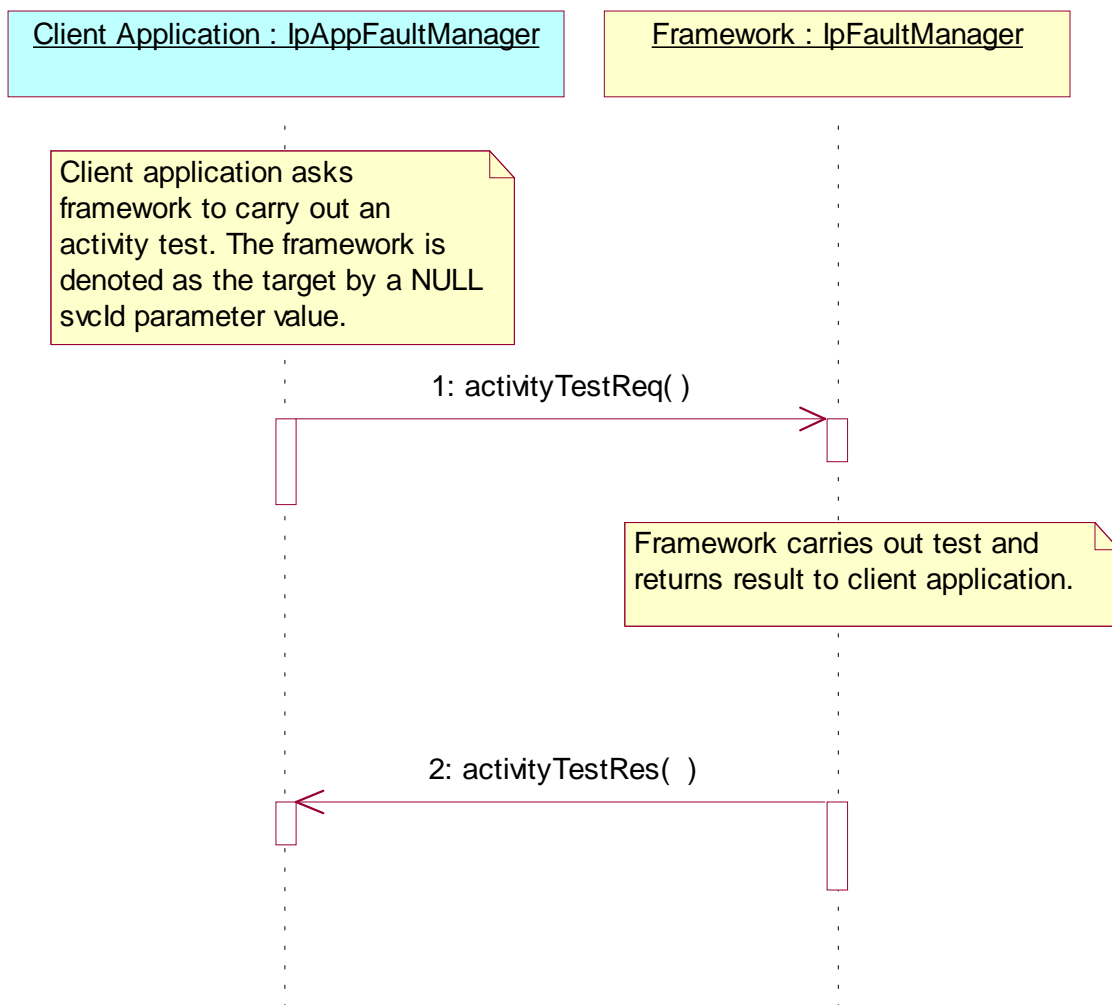 Client Application : IpAppFaultManager
Framework : IpFaultManager
Client application asks
framework to carry out an
activity test. The framework is
denoted as the target by a NULL
svcId parameter value.
1: activityTestReq( )
Framework carries out test and
returns result to client application.
2: activityTestRes(  )